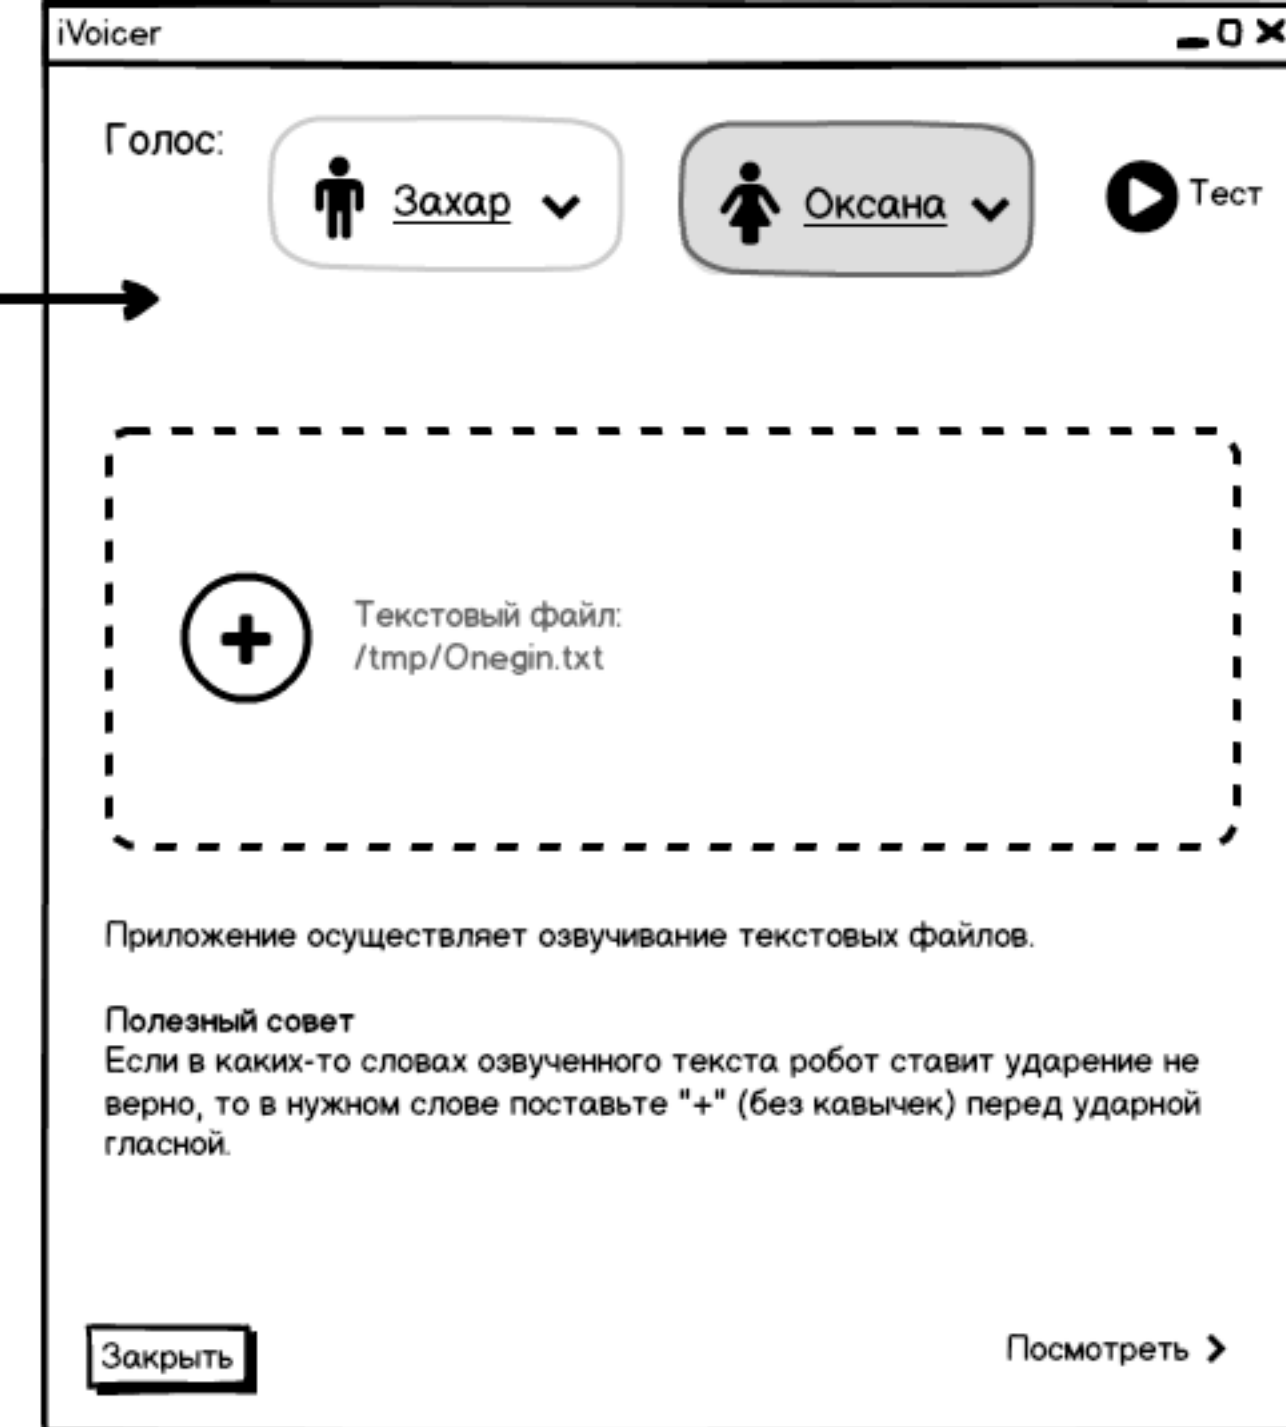 iVoicer
Голос:
Захар
Оксана
Тест
Текстовый файл:
/tmp/Onegin.txt
Приложение осуществляет озвучивание текстовых файлов.
Полезный совет
Если в каких-то словах озвученного текста робот ставит ударение не
верно, то в нужном слове поставьте "+" (без кавычек) перед ударной
гласной.
Закрыть
Посмотреть